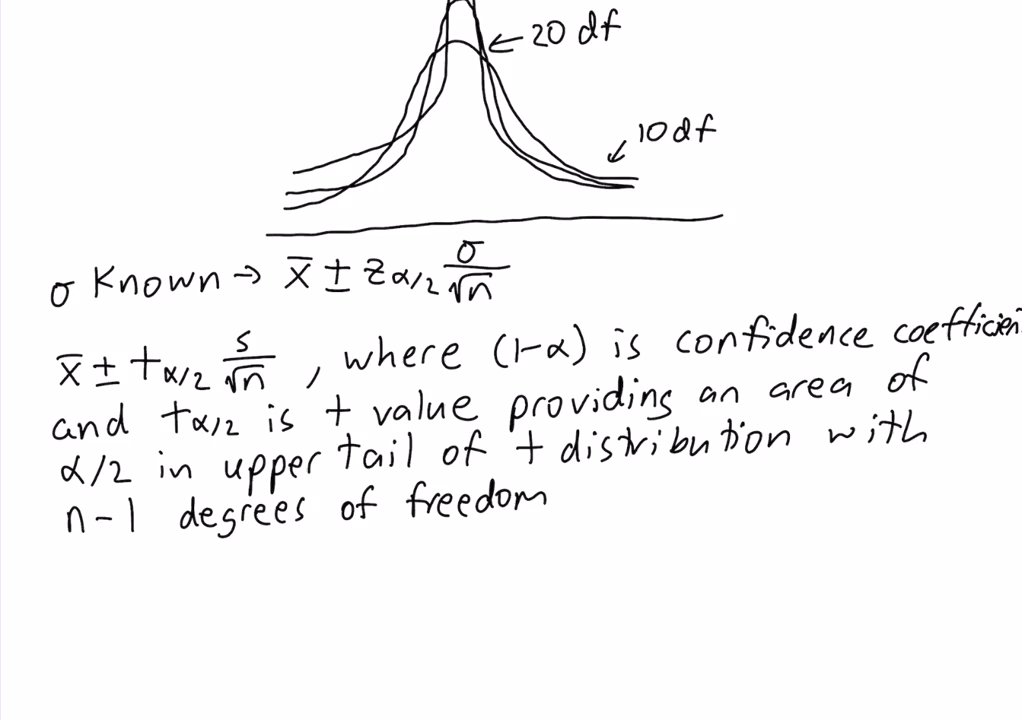 20 df
10 df
σ Known → x̄ ± zα/2 σ/√n
x̄ ± tα/2 s/√n , where (1-α) is confidence coefficien
and tα/2 is t value providing an area of
α/2 in upper tail of t distribution with
n-1 degrees of freedom